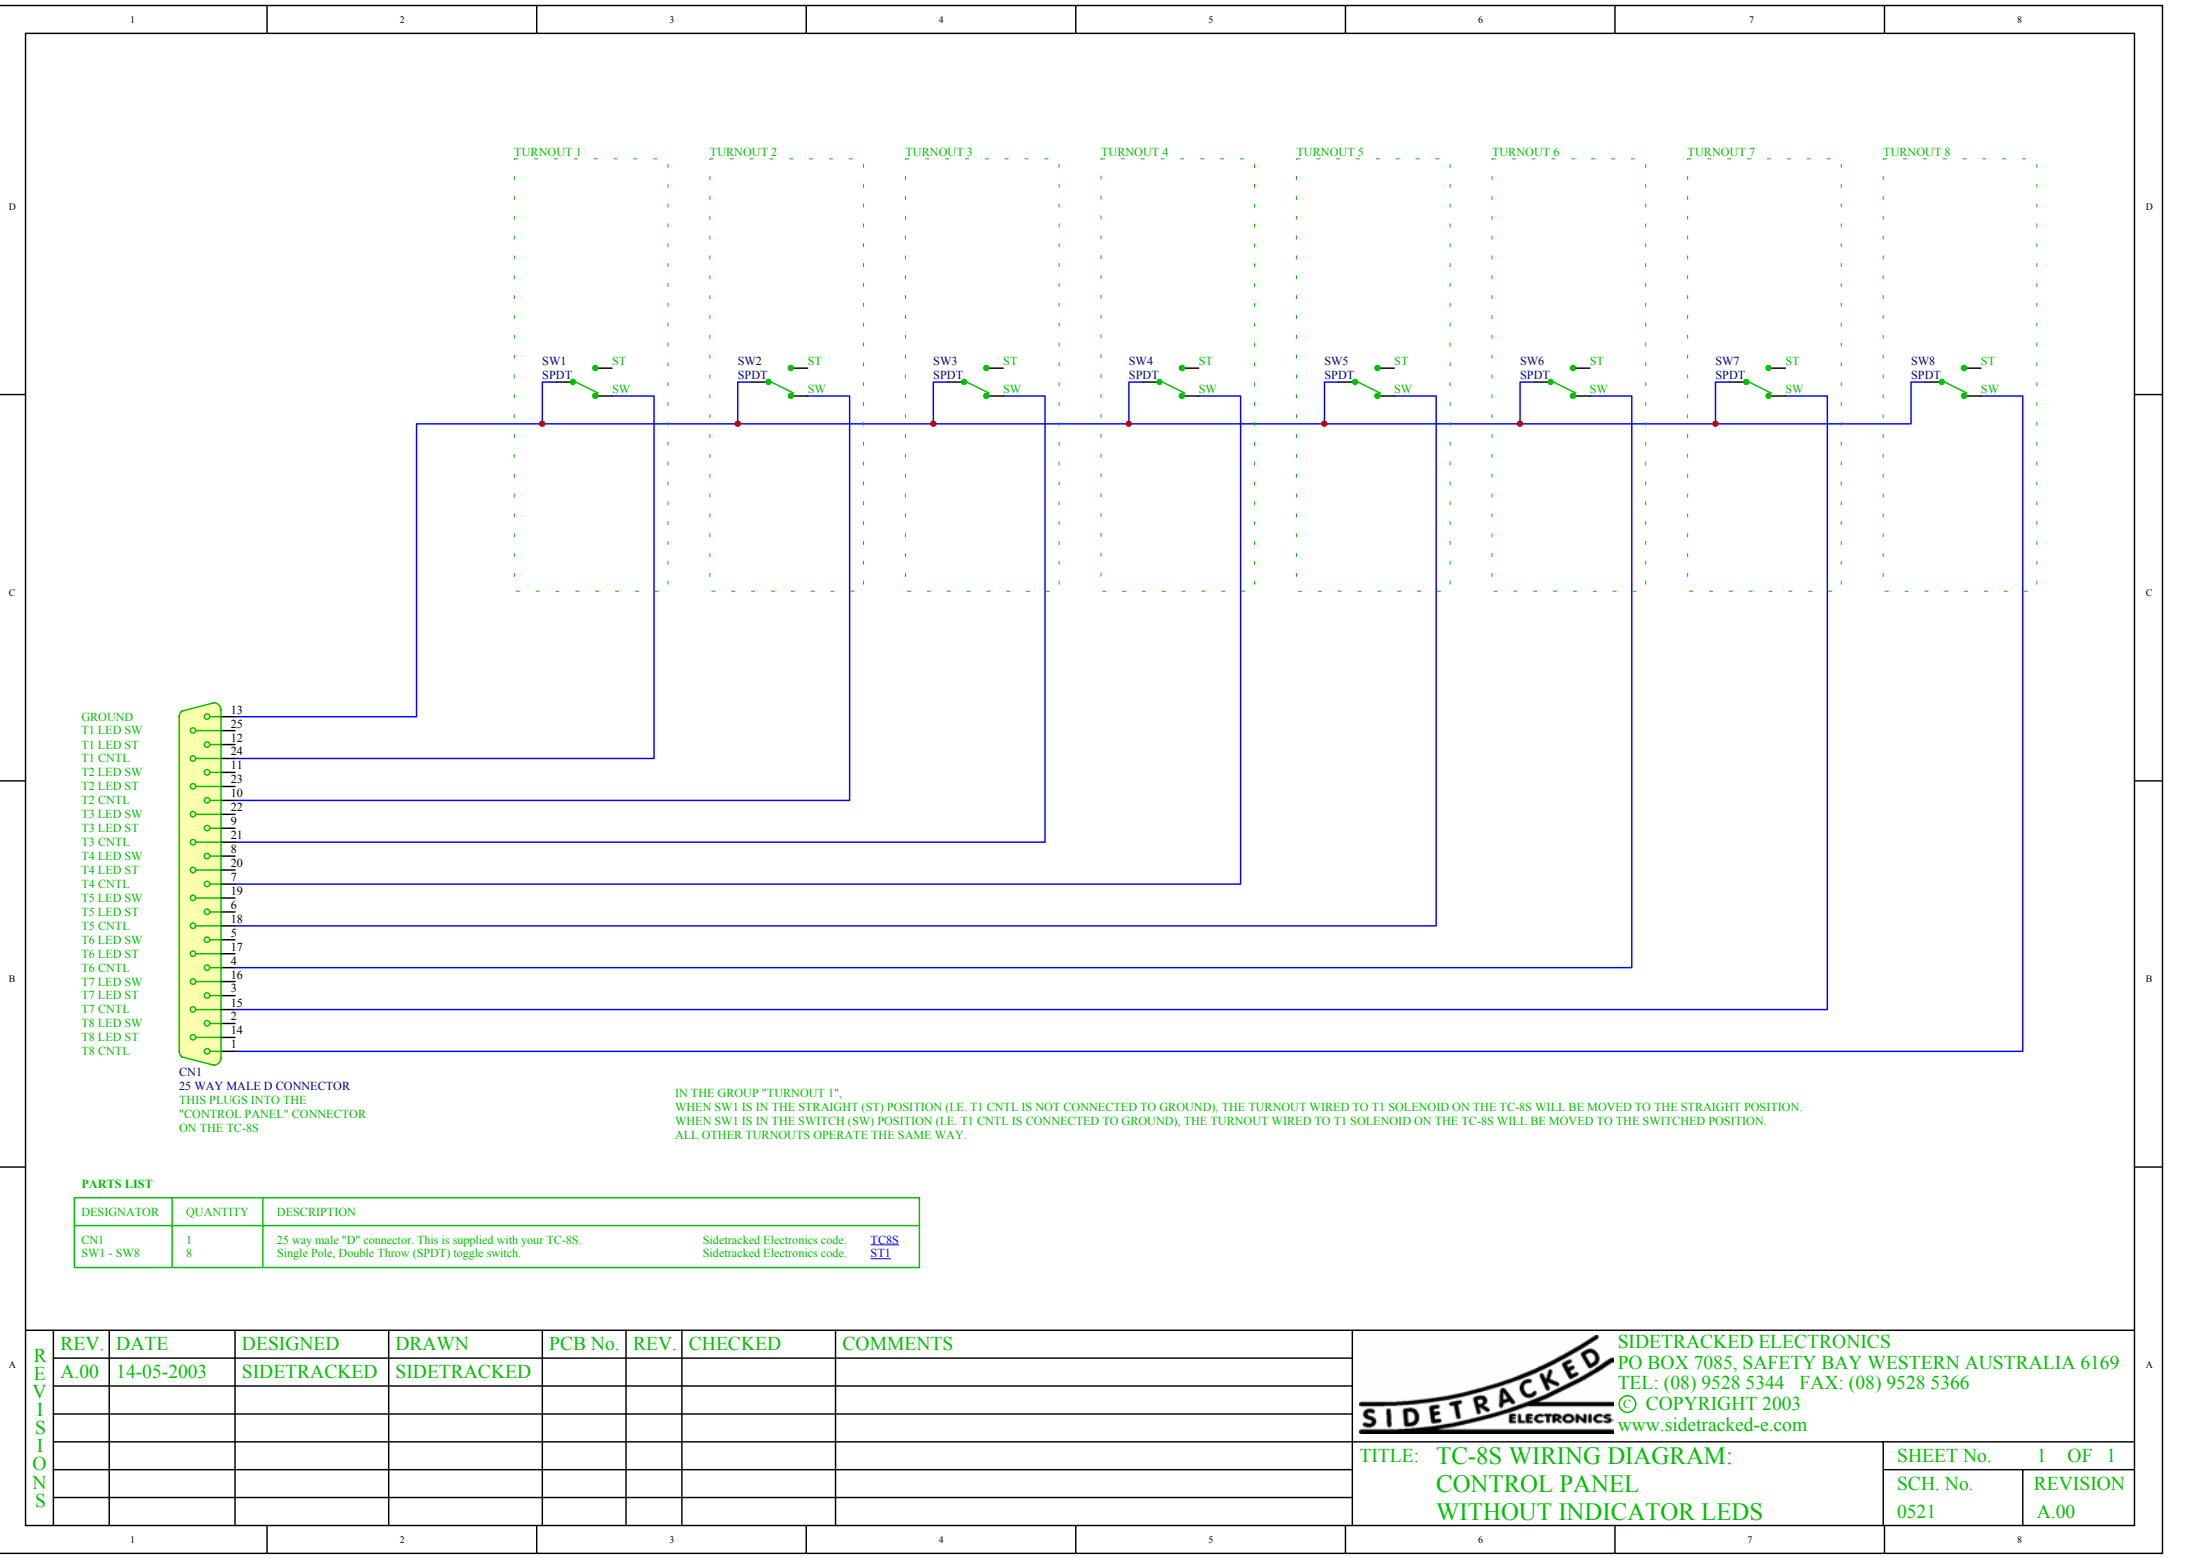 1 2 3 4 5 6 7 8
TURNOUT 1 TURNOUT 2 TURNOUT 3 TURNOUT 4 TURNOUT 5 TURNOUT 6 TURNOUT 7 TURNOUT 8
D D
SW1 ST SW2 ST SW3 ST SW4 ST SW5 ST SW6 ST SW7 ST SW8 ST
SPDT SW SPDT SW SPDT SW SPDT SW SPDT SW SPDT SW SPDT SW SPDT SW
C C
GROUND 13
T1 LED SW 25
T1 LED ST 12
T1 CNTL 24
T2 LED SW 11
T2 LED ST 23
T2 CNTL 10
T3 LED SW 22
T3 LED ST 9
T3 CNTL 21
T4 LED SW 8
T4 LED ST 20
T4 CNTL 7
T5 LED SW 19
T5 LED ST 6
T5 CNTL 18
T6 LED SW 5
T6 LED ST 17
T6 CNTL 4
B B
T7 LED SW 16
T7 LED ST 3
T7 CNTL 15
T8 LED SW 2
T8 LED ST 14
T8 CNTL 1
CN1
25 WAY MALE D CONNECTOR
THIS PLUGS INTO THE
"CONTROL PANEL" CONNECTOR
ON THE TC-8S
IN THE GROUP "TURNOUT 1",
WHEN SW1 IS IN THE STRAIGHT (ST) POSITION (I.E. T1 CNTL IS NOT CONNECTED TO GROUND), THE TURNOUT WIRED TO T1 SOLENOID ON THE TC-8S WILL BE MOVED TO THE STRAIGHT POSITION.
WHEN SW1 IS IN THE SWITCH (SW) POSITION (I.E. T1 CNTL IS CONNECTED TO GROUND), THE TURNOUT WIRED TO T1 SOLENOID ON THE TC-8S WILL BE MOVED TO THE SWITCHED POSITION.
ALL OTHER TURNOUTS OPERATE THE SAME WAY.
PARTS LIST
DESIGNATOR QUANTITY DESCRIPTION
CN1 1 25 way male "D" connector. This is supplied with your TC-8S. Sidetracked Electronics code. TC8S
SW1 - SW8 8 Single Pole, Double Throw (SPDT) toggle switch. Sidetracked Electronics code. ST1
A A
REVISIONS
REV. DATE DESIGNED DRAWN PCB No. REV. CHECKED COMMENTS
A.00 14-05-2003 SIDETRACKED SIDETRACKED
SIDETRACKED
ELECTRONICS
SIDETRACKED ELECTRONICS
PO BOX 7085, SAFETY BAY WESTERN AUSTRALIA 6169
TEL: (08) 9528 5344 FAX: (08) 9528 5366
© COPYRIGHT 2003
www.sidetracked-e.com
TITLE: TC-8S WIRING DIAGRAM:
CONTROL PANEL
WITHOUT INDICATOR LEDS
SHEET No. 1 OF 1
SCH. No. REVISION
0521 A.00
1 2 3 4 5 6 7 8